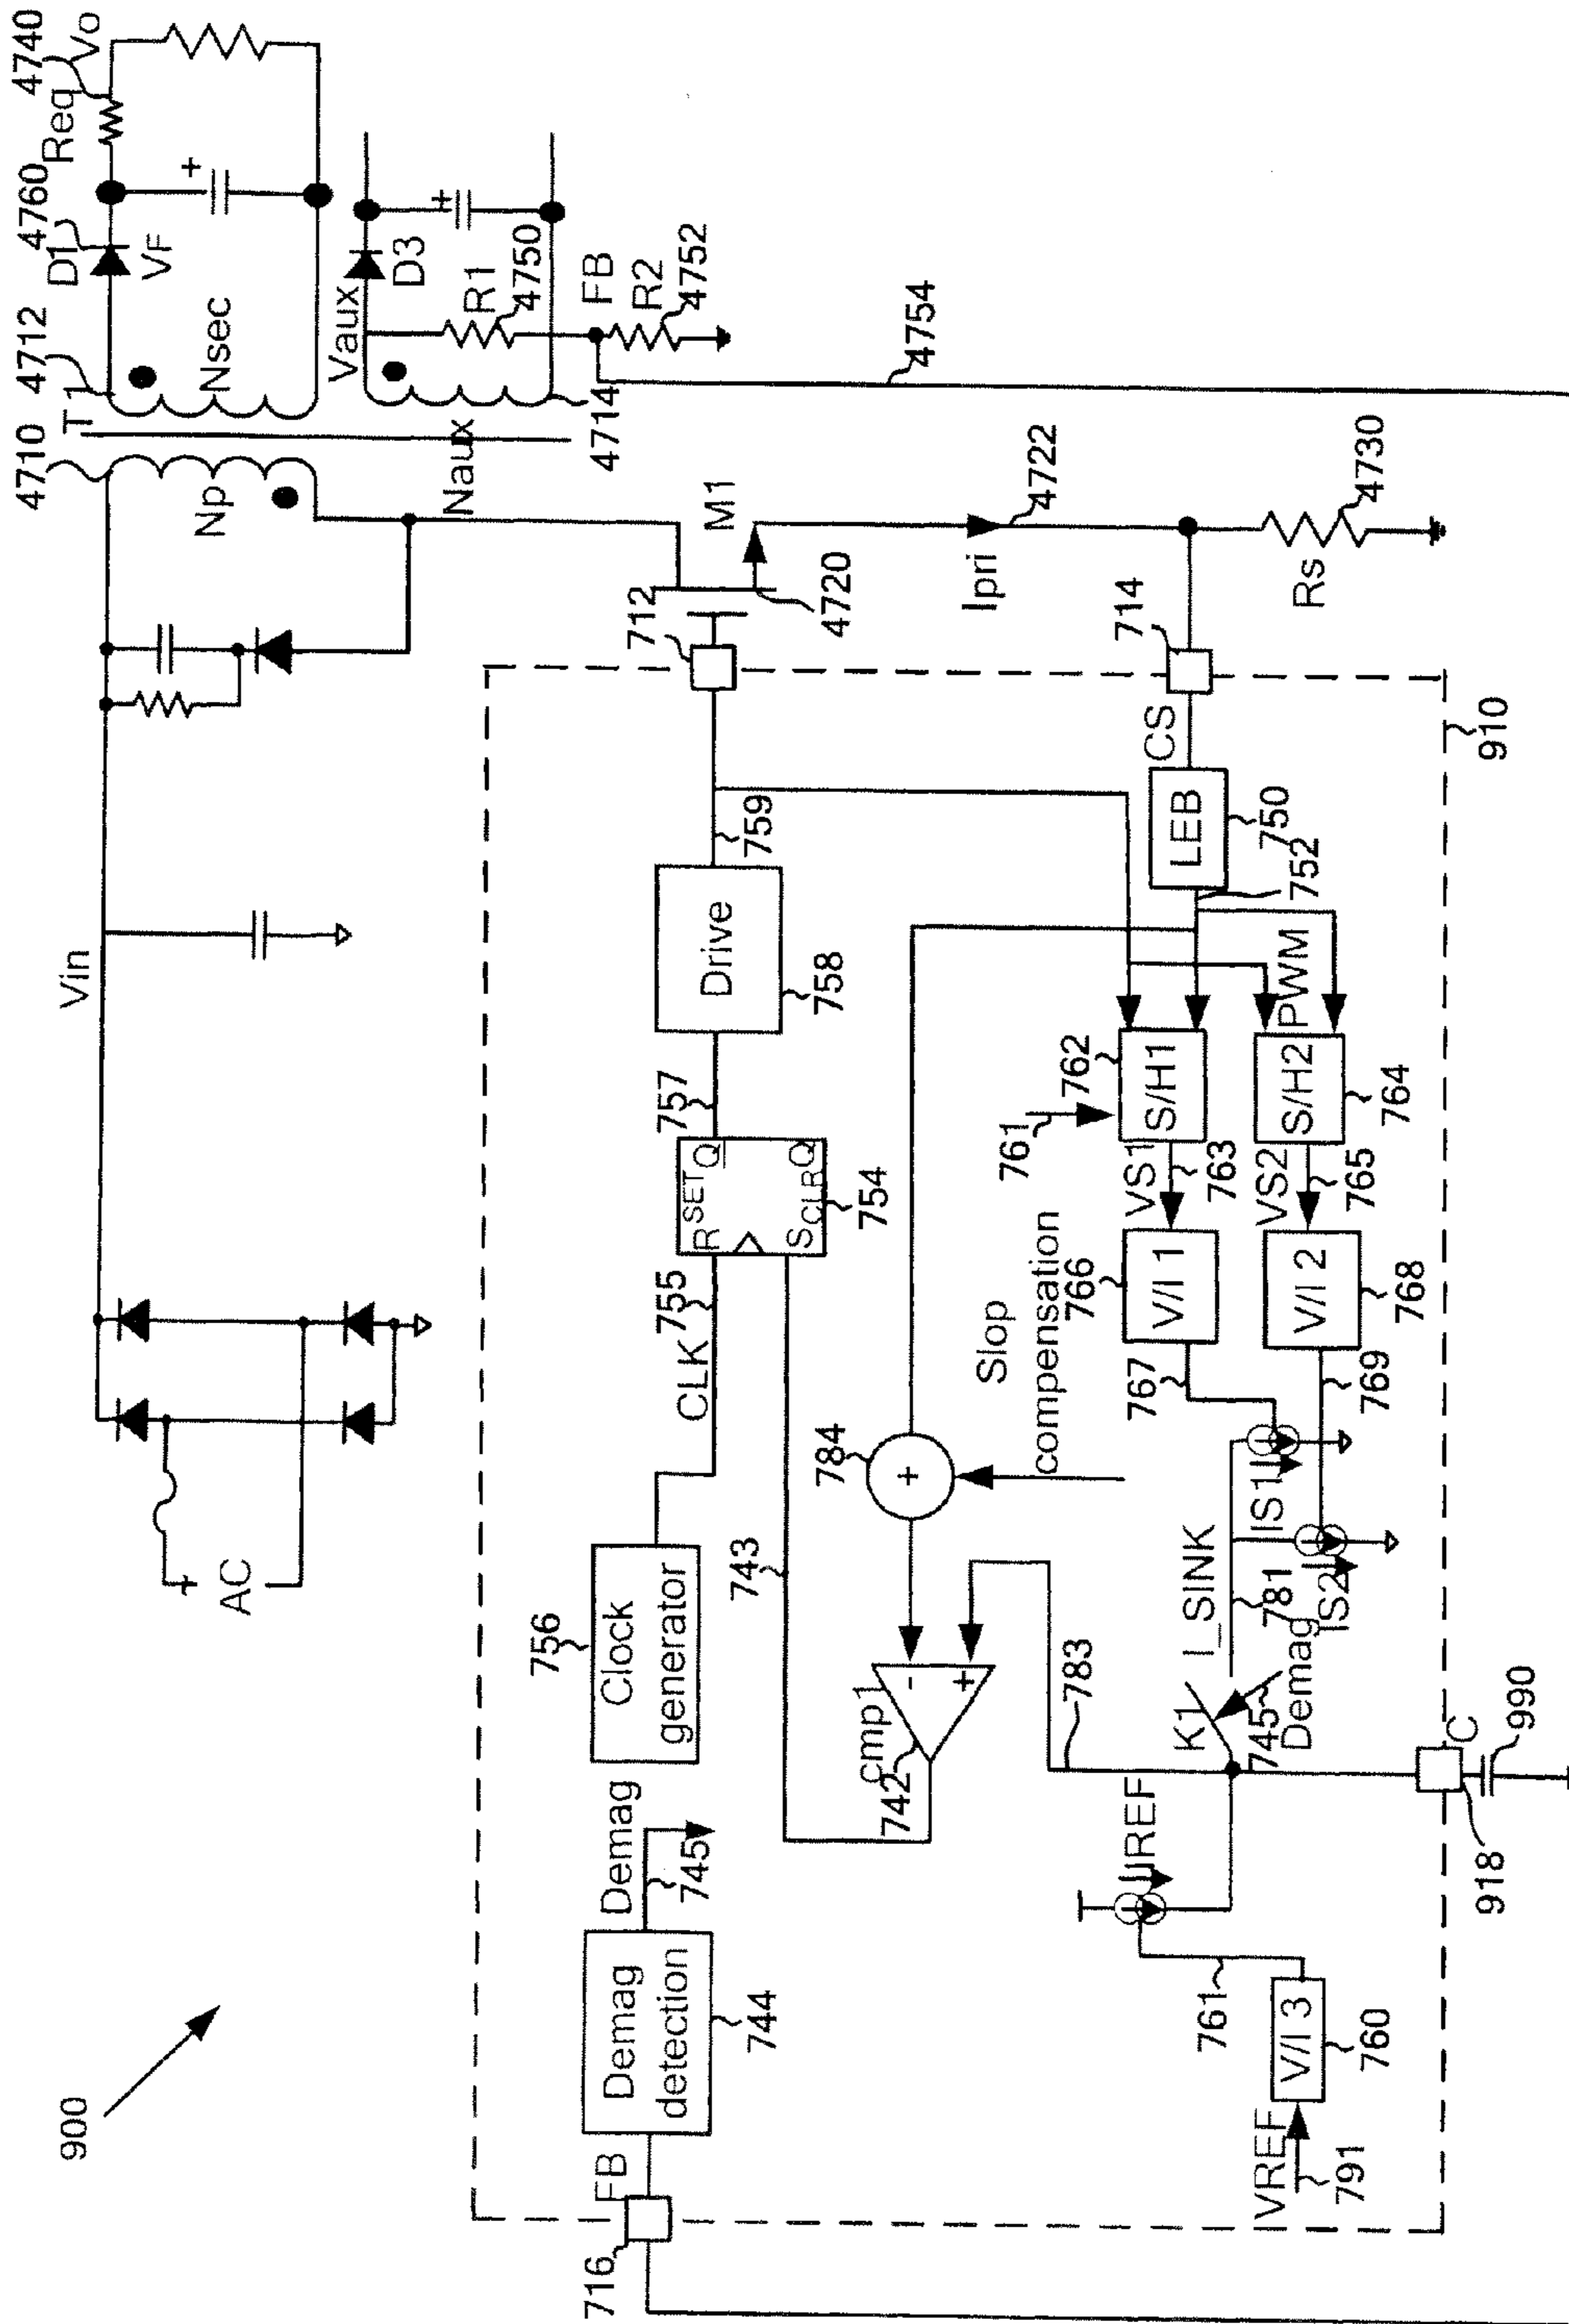 900
AC
Vin
4710
T1
4712
D1
4760
Req
4740
Vo
VF
Nsec
Np
Naux
Vaux
D3
R1
4750
FB
R2
4752
4714
4754
M1
4720
712
Ipri
4722
714
Rs
4730
910
716
FB
Demag
detection
744
Demag
745
Clock
generator
756
CLK
755
R
SET
Q
S
CLR
Q
754
757
Drive
758
759
743
cmp1
742
-
+
784
+
Slop
compensation
783
CS
LEB
750
752
PWM
761
S/H1
762
S/H2
764
VS1
763
VS2
765
V/I 1
766
V/I 2
768
767
769
IS1
IS2
I_SINK
781
K1
745
Demag
IREF
761
V/I 3
760
IVREF
791
918
C
990